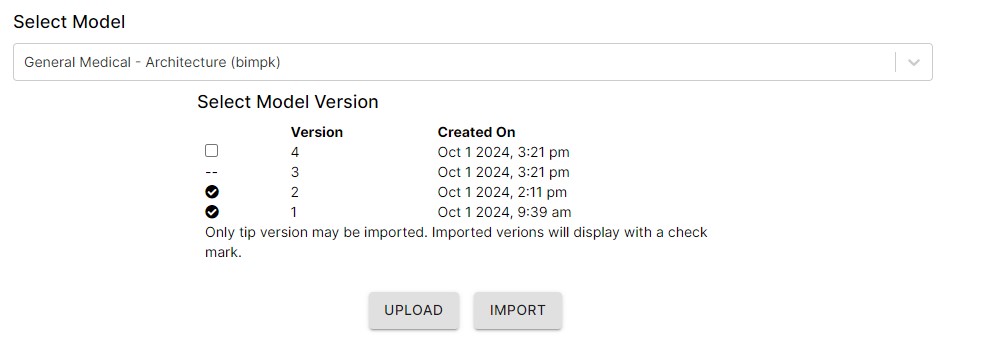 Select Model
General Medical - Architecture (bimpk)
Select Model Version
Version Created On
4 Oct 1 2024, 3:21 pm
-- 3 Oct 1 2024, 3:21 pm
2 Oct 1 2024, 2:11 pm
1 Oct 1 2024, 9:39 am
Only tip version may be imported. Imported verions will display with a check
mark.
UPLOAD IMPORT